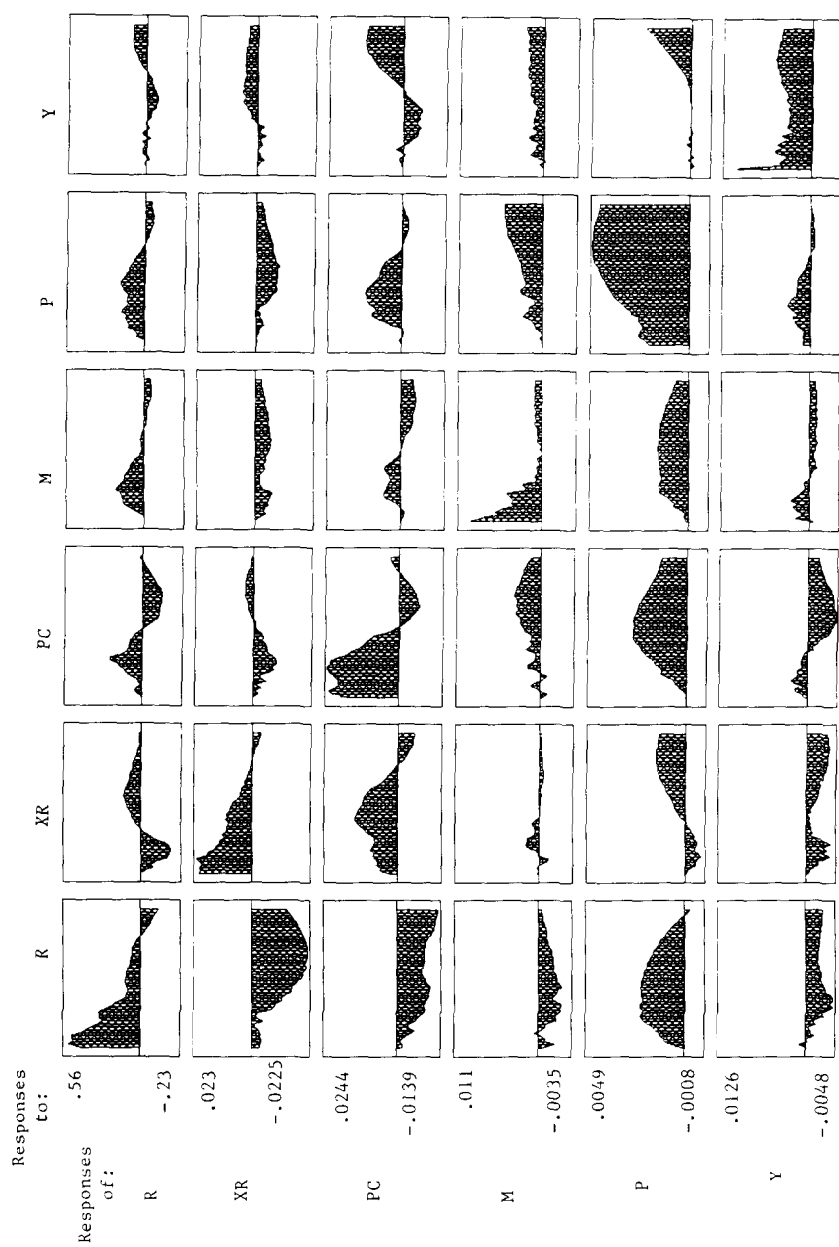 Responses to:
R XR PC M P Y
Responses of:
R .56 -.23
XR .023 -.0225
PC .0244 -.0139
M .011 -.0035
P .0049 -.0008
Y .0126 -.0048